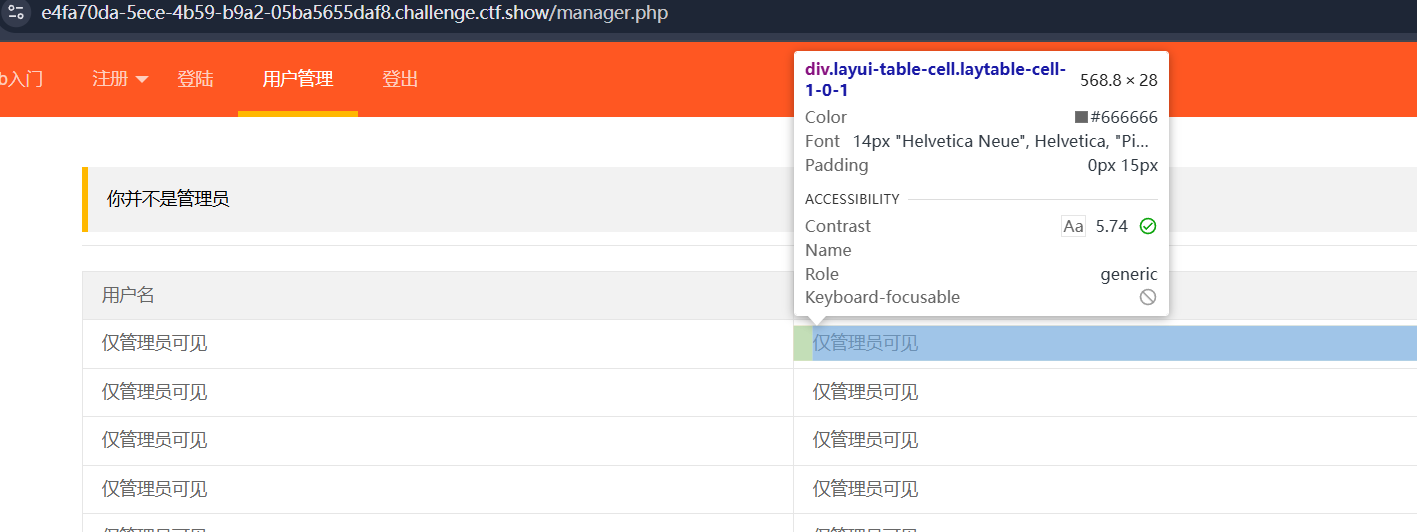 e4fa70da-5ece-4b59-b9a2-05ba5655daf8.challenge.ctf.show/manager.php
b入门 注册 登陆 用户管理 登出
div.layui-table-cell.laytable-cell-1-0-1 568.8 × 28
Color #666666
Font 14px "Helvetica Neue", Helvetica, "Pi...
Padding 0px 15px
ACCESSIBILITY
Contrast Aa 5.74
Name
Role generic
Keyboard-focusable
你并不是管理员
用户名
仅管理员可见 仅管理员可见
仅管理员可见 仅管理员可见
仅管理员可见 仅管理员可见
仅管理员可见 仅管理员可见